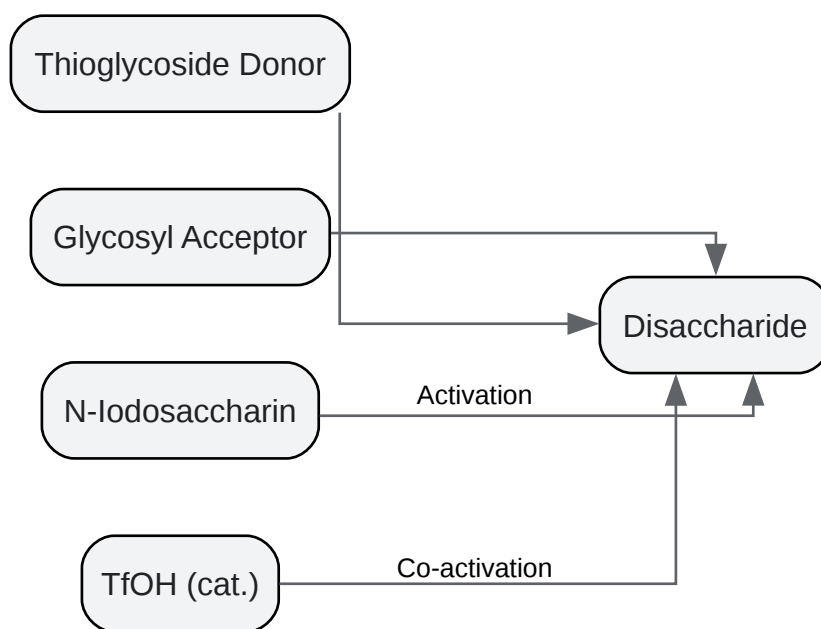 Thioglycoside Donor
Glycosyl Acceptor
Disaccharide
N-Iodosaccharin
Activation
TfOH (cat.)
Co-activation